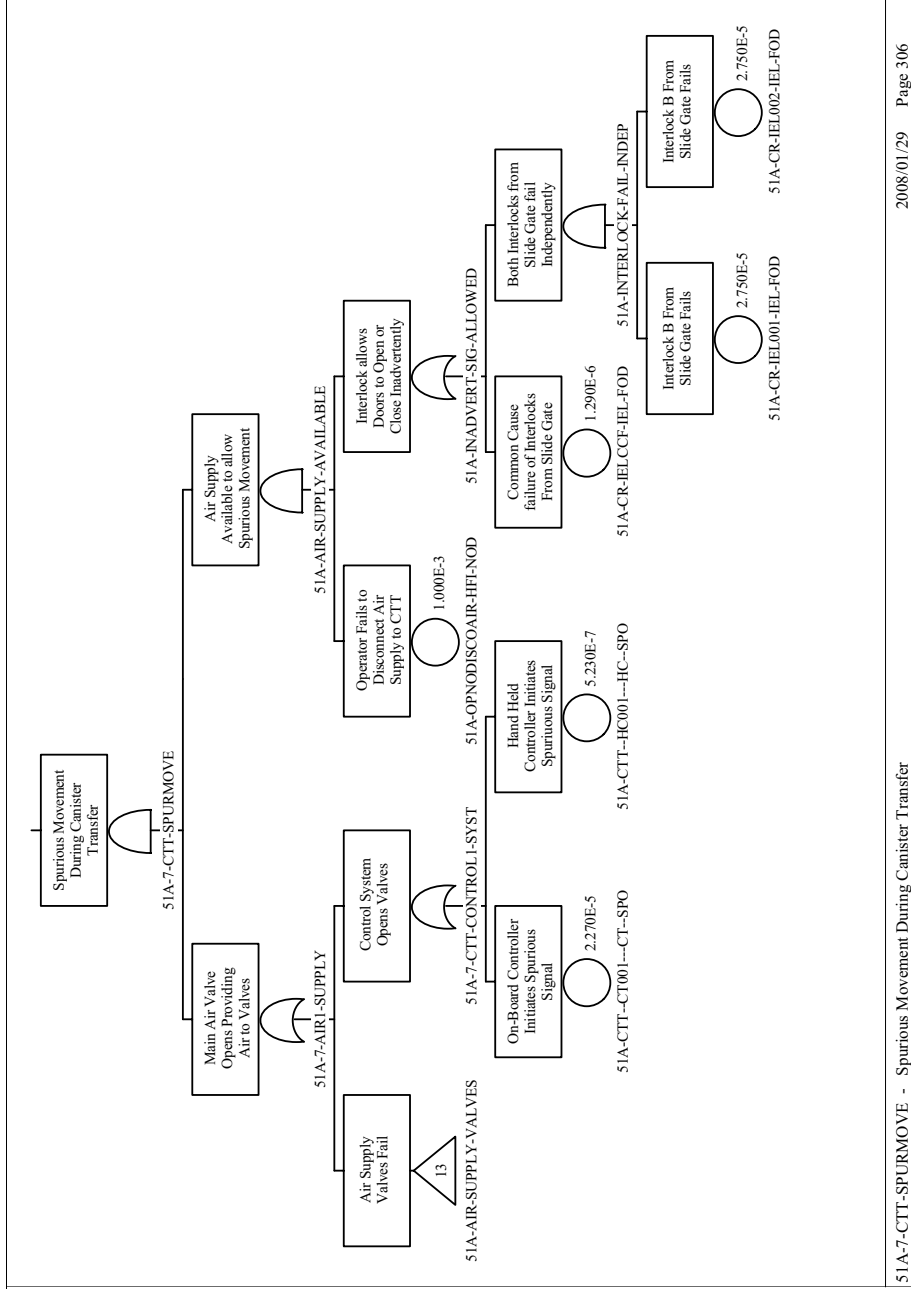 Spurious Movement
During Canister
Transfer
51A-7-CTT-SPURMOVE
Main Air Valve
Opens Providing
Air to Valves
51A-7-AIR1-SUPPLY
Air Supply
Available to allow
Spurious Movement
51A-AIR-SUPPLY-AVAILABLE
Air Supply
Valves Fail
13
51A-AIR-SUPPLY-VALVES
Control System
Opens Valves
51A-7-CTT-CONTROL1-SYST
Operator Fails to
Disconnect Air
Supply to CTT
1.000E-3
51A-OPNODISCOAIR-HFI-NOD
Interlock allows
Doors to Open or
Close Inadvertently
51A-INADVERT-SIG-ALLOWED
On-Board Controller
Initiates Spurious
Signal
2.270E-5
51A-CTT--CT001---CT--SPO
Hand Held
Controller Initiates
Spuriuous Signal
5.230E-7
51A-CTT--HC001---HC--SPO
Common Cause
failure of Interlocks
From Slide Gate
1.290E-6
51A-CR-IELCCF-IEL-FOD
Both Interlocks from
Slide Gate fail
Independently
51A-INTERLOCK-FAIL-INDEP
Interlock B From
Slide Gate Fails
2.750E-5
51A-CR-IEL001-IEL-FOD
Interlock B From
Slide Gate Fails
2.750E-5
51A-CR-IEL002-IEL-FOD
51A-7-CTT-SPURMOVE - Spurious Movement During Canister Transfer
2008/01/29 Page 306